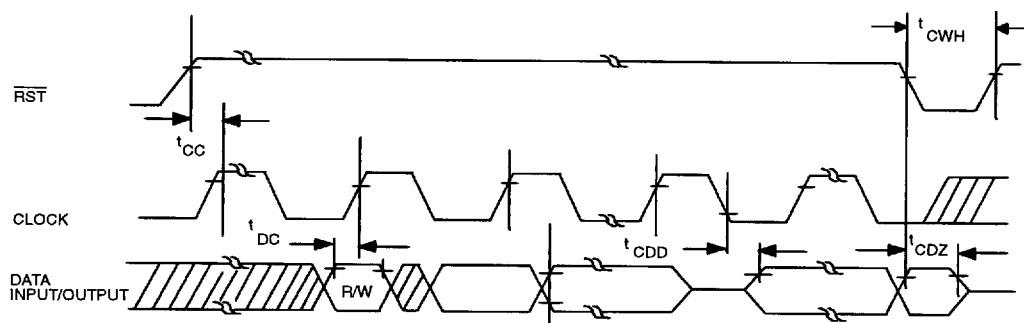 t CWH
RST
t CC
CLOCK
t DC
t CDD
t CDZ
DATA
INPUT/OUTPUT
R/W